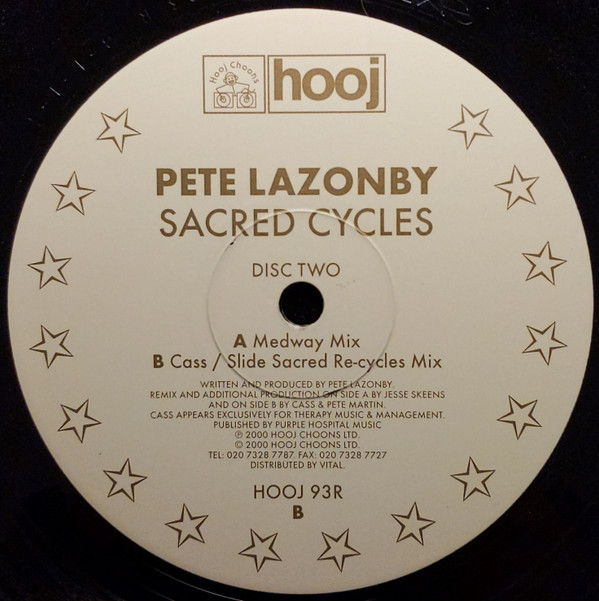 Hooj Choons
hooj
PETE LAZONBY
SACRED CYCLES
DISC TWO
A Medway Mix
B Cass / Slide Sacred Re-cycles Mix
WRITTEN AND PRODUCED BY PETE LAZONBY.
REMIX AND ADDITIONAL PRODUCTION ON SIDE A BY JESSE SKEENS
AND ON SIDE B BY CASS & PETE MARTIN.
CASS APPEARS EXCLUSIVELY FOR THERAPY MUSIC & MANAGEMENT.
PUBLISHED BY PURPLE HOSPITAL MUSIC
℗ 2000 HOOJ CHOONS LTD.
© 2000 HOOJ CHOONS LTD.
TEL: 020 7328 7787. FAX: 020 7328 7727
DISTRIBUTED BY VITAL.
HOOJ 93R
B